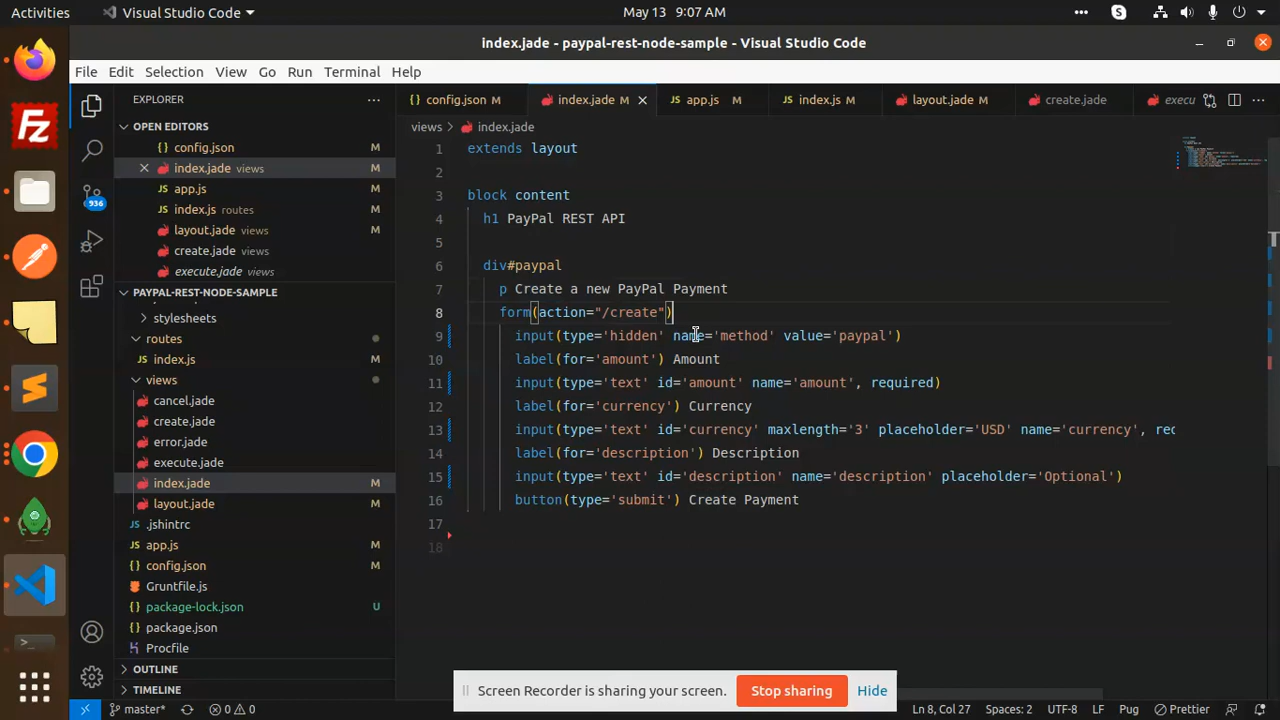 Activities
Visual Studio Code
May 13 9:07 AM
index.jade - paypal-rest-node-sample - Visual Studio Code
File Edit Selection View Go Run Terminal Help
EXPLORER
config.json M
index.jade M
app.js M
index.js M
layout.jade M
create.jade
execu
OPEN EDITORS
config.json M
index.jade views M
app.js M
index.js routes M
layout.jade views M
create.jade views
execute.jade views
PAYPAL-REST-NODE-SAMPLE
stylesheets
routes
index.js M
views
cancel.jade
create.jade
error.jade
execute.jade
index.jade M
layout.jade M
.jshintrc
app.js M
config.json M
Gruntfile.js
package-lock.json U
package.json
Procfile
OUTLINE
TIMELINE
936
views > index.jade
1 extends layout
2
3 block content
4 h1 PayPal REST API
5
6 div#paypal
7 p Create a new PayPal Payment
8 form(action="/create")
9 input(type='hidden' name='method' value='paypal')
10 label(for='amount') Amount
11 input(type='text' id='amount' name='amount', required)
12 label(for='currency') Currency
13 input(type='text' id='currency' maxlength='3' placeholder='USD' name='currency', rec
14 label(for='description') Description
15 input(type='text' id='description' name='description' placeholder='Optional')
16 button(type='submit') Create Payment
17
18
Screen Recorder is sharing your screen. Stop sharing Hide
master* 0 0 Ln 8, Col 27 Spaces: 2 UTF-8 LF Pug Prettier